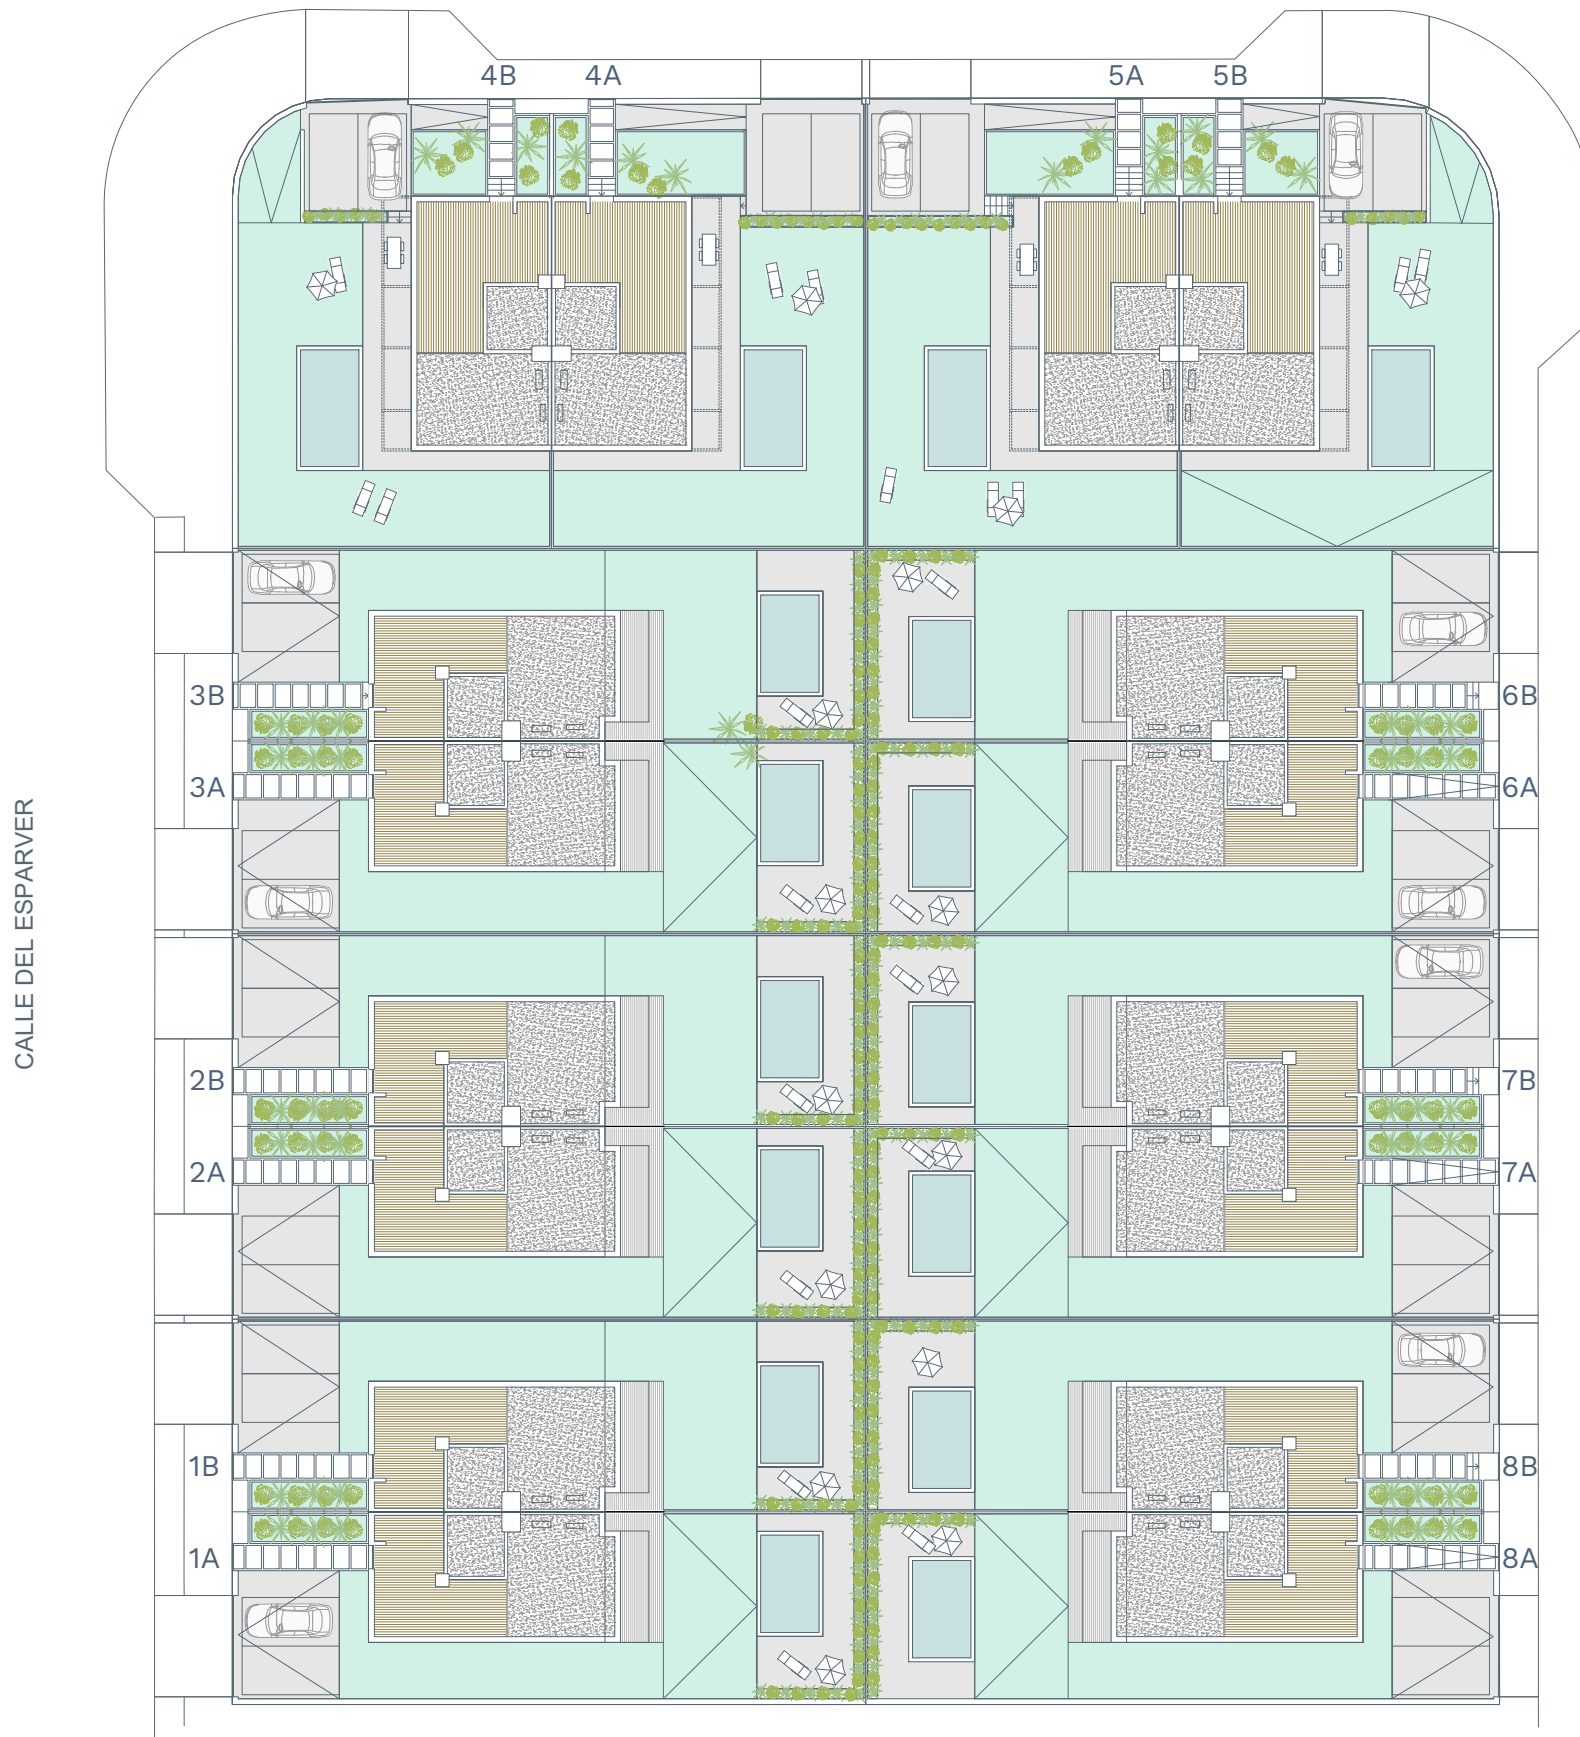 4B 4A 5A 5B
3B 6B
3A 6A
CALLE DEL ESPARVER
2B 7B
2A 7A
1B 8B
1A 8A